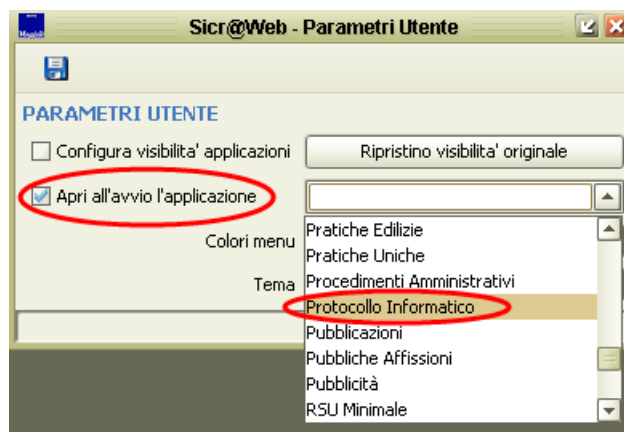 Sicr@Web - Parametri Utente
PARAMETRI UTENTE
Configura visibilita' applicazioni
Ripristino visibilita' originale
Apri all'avvio l'applicazione
Colori menu
Tema
Pratiche Edilizie
Pratiche Uniche
Procedimenti Amministrativi
Protocollo Informatico
Pubblicazioni
Pubbliche Affissioni
Pubblicità
RSU Minimale